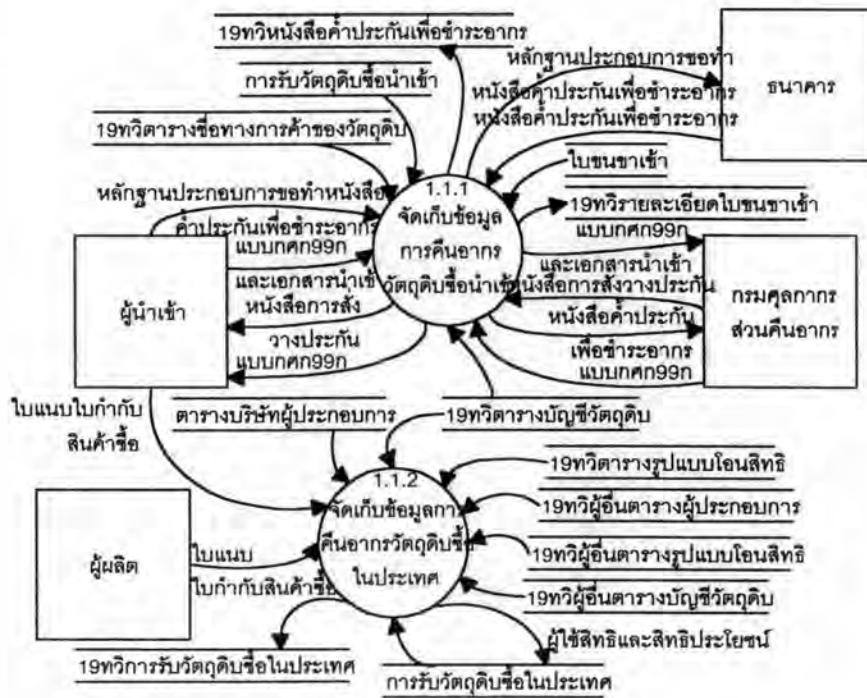 19ทวิหนังสือค้ำประกันเพื่อชำระอากร
หลักฐานประกอบการขอทำ
หนังสือค้ำประกันเพื่อชำระอากร
หนังสือค้ำประกันเพื่อชำระอากร
ธนาคาร
การรับวัตถุดิบซื้อนำเข้า
19ทวิตารางชื่อทางการค้าของวัตถุดิบ
ใบขนขาเข้า
19ทวิรายละเอียดใบขนขาเข้า
1.1.1
จัดเก็บข้อมูล
การคืนอากร
วัตถุดิบซื้อนำเข้า
หลักฐานประกอบการขอทำหนังสือ
ค้ำประกันเพื่อชำระอากร
แบบกศก99ก
และเอกสารนำเข้
หนังสือการสั่ง
วางประกัน
แบบกศก99ก
ผู้นำเข้า
แบบกศก99ก
และเอกสารนำเข้า
หนังสือการสั่งวางประกัน
หนังสือค้ำประกัน
เพื่อชำระอากร
แบบกศก99ก
กรมศุลกากร
ส่วนคืนอากร
ใบแนบใบกำกับ
สินค้าซื้อ
ตารางบริษัทผู้ประกอบการ
19ทวิตารางบัญชีวัตถุดิบ
1.1.2
จัดเก็บข้อมูลการ
คืนอากรวัตถุดิบซื้อ
ในประเทศ
19ทวิตารางรูปแบบโอนสิทธิ
19ทวิผู้อื่นตารางผู้ประกอบการ
19ทวิผู้อื่นตารางรูปแบบโอนสิทธิ
19ทวิผู้อื่นตารางบัญชีวัตถุดิบ
ผู้ผลิต
ใบแนบ
ใบกำกับสินค้าซื้อ
ผู้ใช้สิทธิและสิทธิประโยชน์
19ทวิการรับวัตถุดิบซื้อในประเทศ
การรับวัตถุดิบซื้อในประเทศ